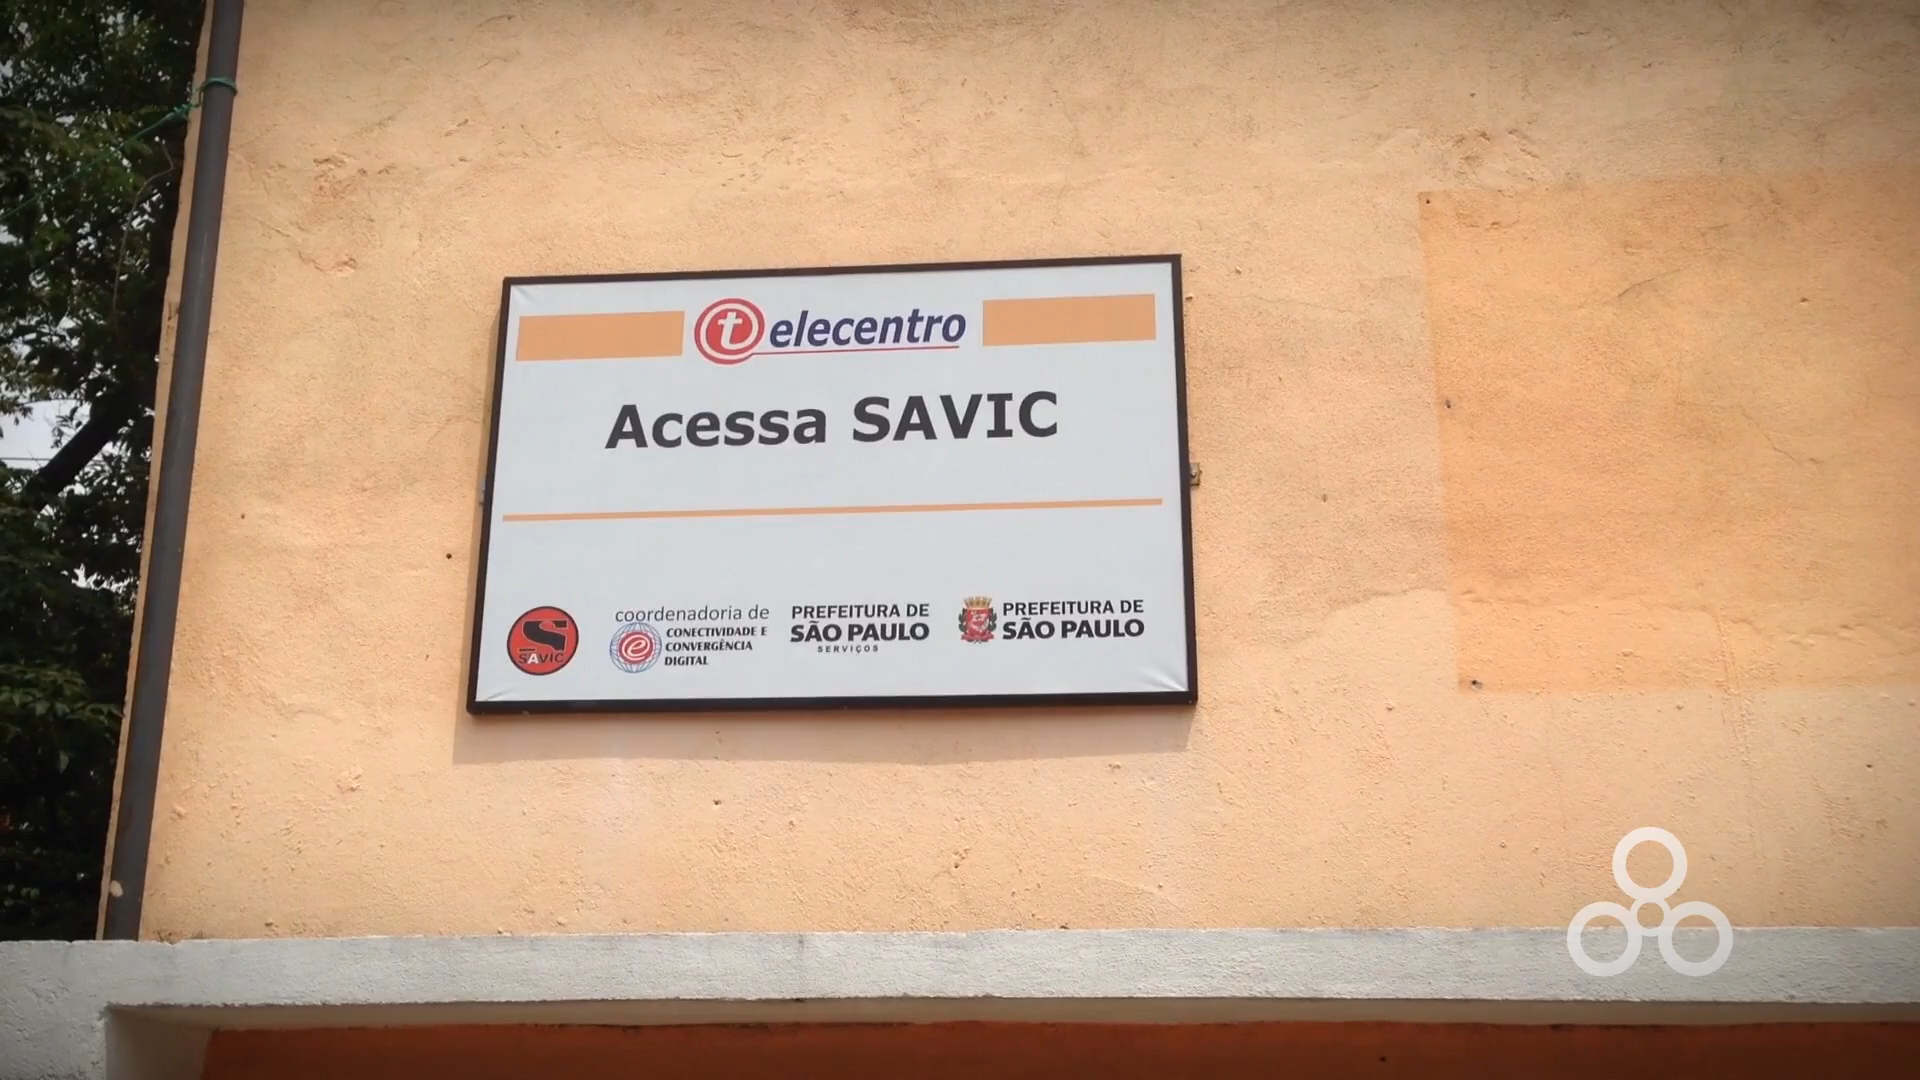 telecentro
Acessa SAVIC
SAVIC
coordenadoria de
CONECTIVIDADE E
CONVERGÊNCIA
DIGITAL
PREFEITURA DE
SÃO PAULO
SERVIÇOS
PREFEITURA DE
SÃO PAULO